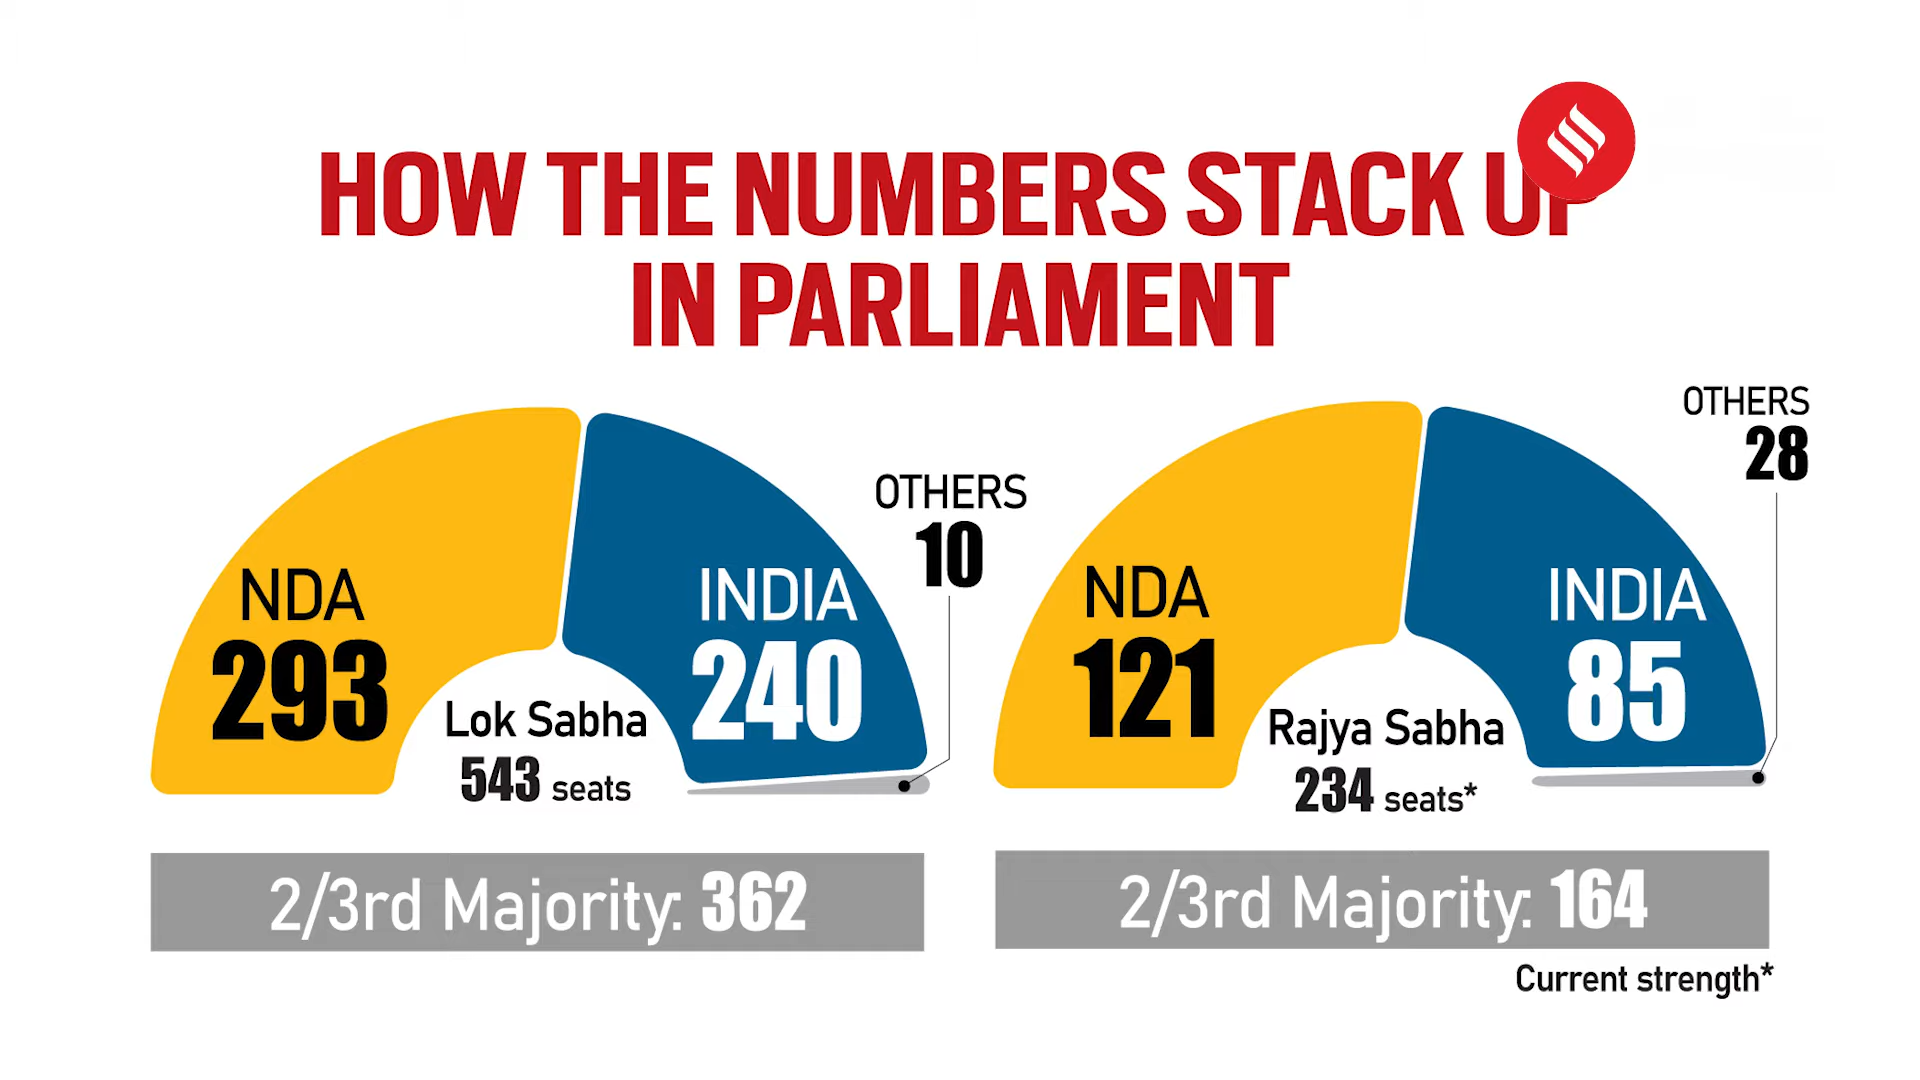 HOW THE NUMBERS STACK UP
IN PARLIAMENT
NDA
293
INDIA
240
OTHERS
10
Lok Sabha
543 seats
2/3rd Majority: 362
NDA
121
INDIA
85
OTHERS
28
Rajya Sabha
234 seats*
2/3rd Majority: 164
Current strength*